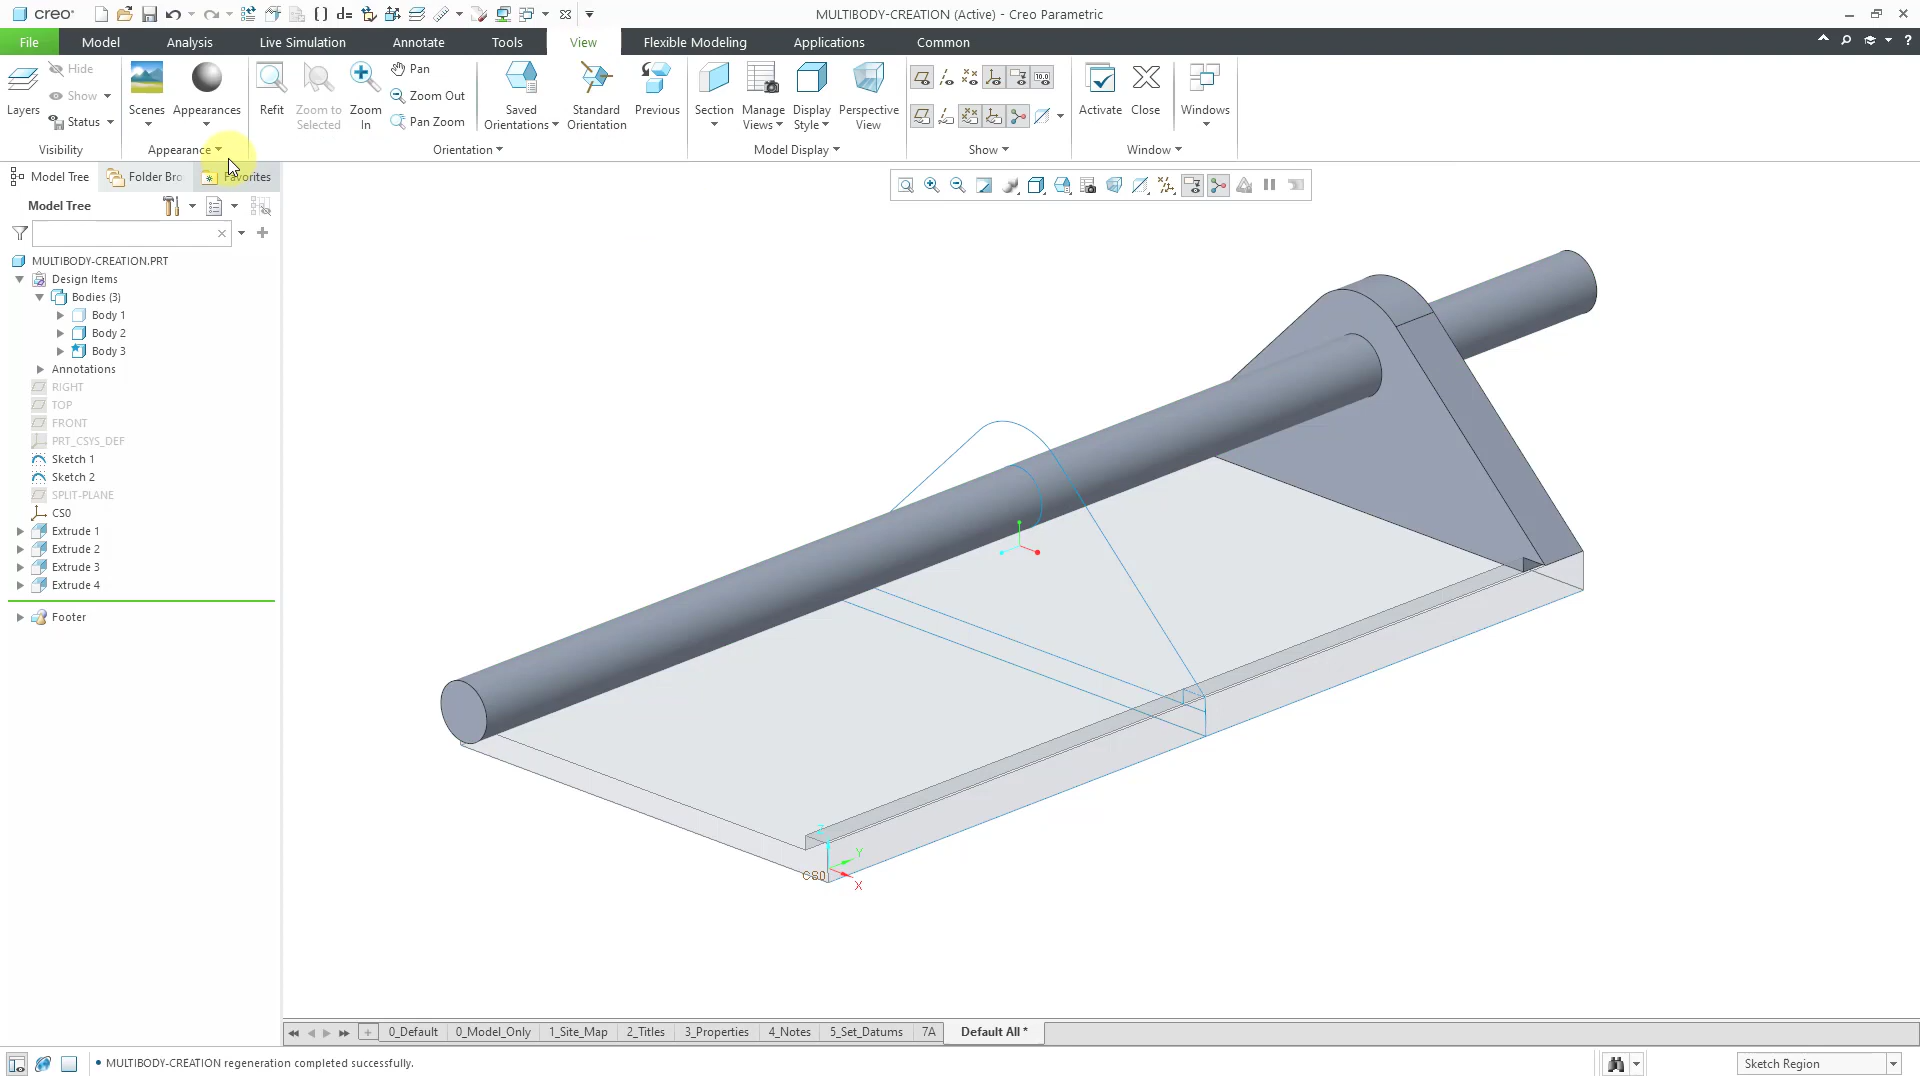 creo
MULTIBODY-CREATION (Active) - Creo Parametric
File Model Analysis Live Simulation Annotate Tools View Flexible Modeling Applications Common
Layers Hide Show Status Visibility
Scenes Appearances Appearance
Refit Zoom to Selected Zoom In Pan Zoom Out Pan Zoom Saved Orientations Standard Orientation Previous Orientation
Section Manage Views Display Style Perspective View Model Display
Show
Activate Close Windows Window
Model Tree Folder Bro Favorites
Model Tree
MULTIBODY-CREATION.PRT
Design Items
Bodies (3)
Body 1
Body 2
Body 3
Annotations
RIGHT
TOP
FRONT
PRT_CSYS_DEF
Sketch 1
Sketch 2
SPLIT-PLANE
CS0
Extrude 1
Extrude 2
Extrude 3
Extrude 4
Footer
Z
Y
CS0
X
0_Default 0_Model_Only 1_Site_Map 2_Titles 3_Properties 4_Notes 5_Set_Datums 7A Default All *
• MULTIBODY-CREATION regeneration completed successfully.
Sketch Region